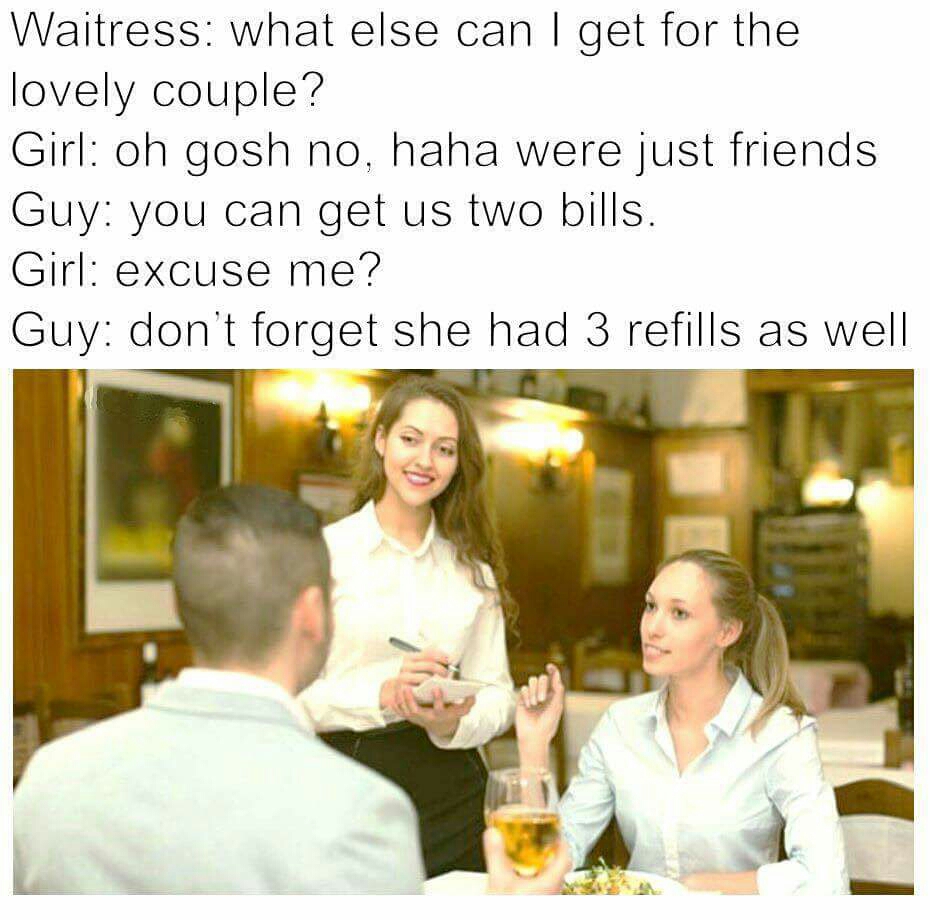 Waitress: what else can I get for the
lovely couple?
Girl: oh gosh no, haha were just friends
Guy: you can get us two bills.
Girl: excuse me?
Guy: don't forget she had 3 refills as well